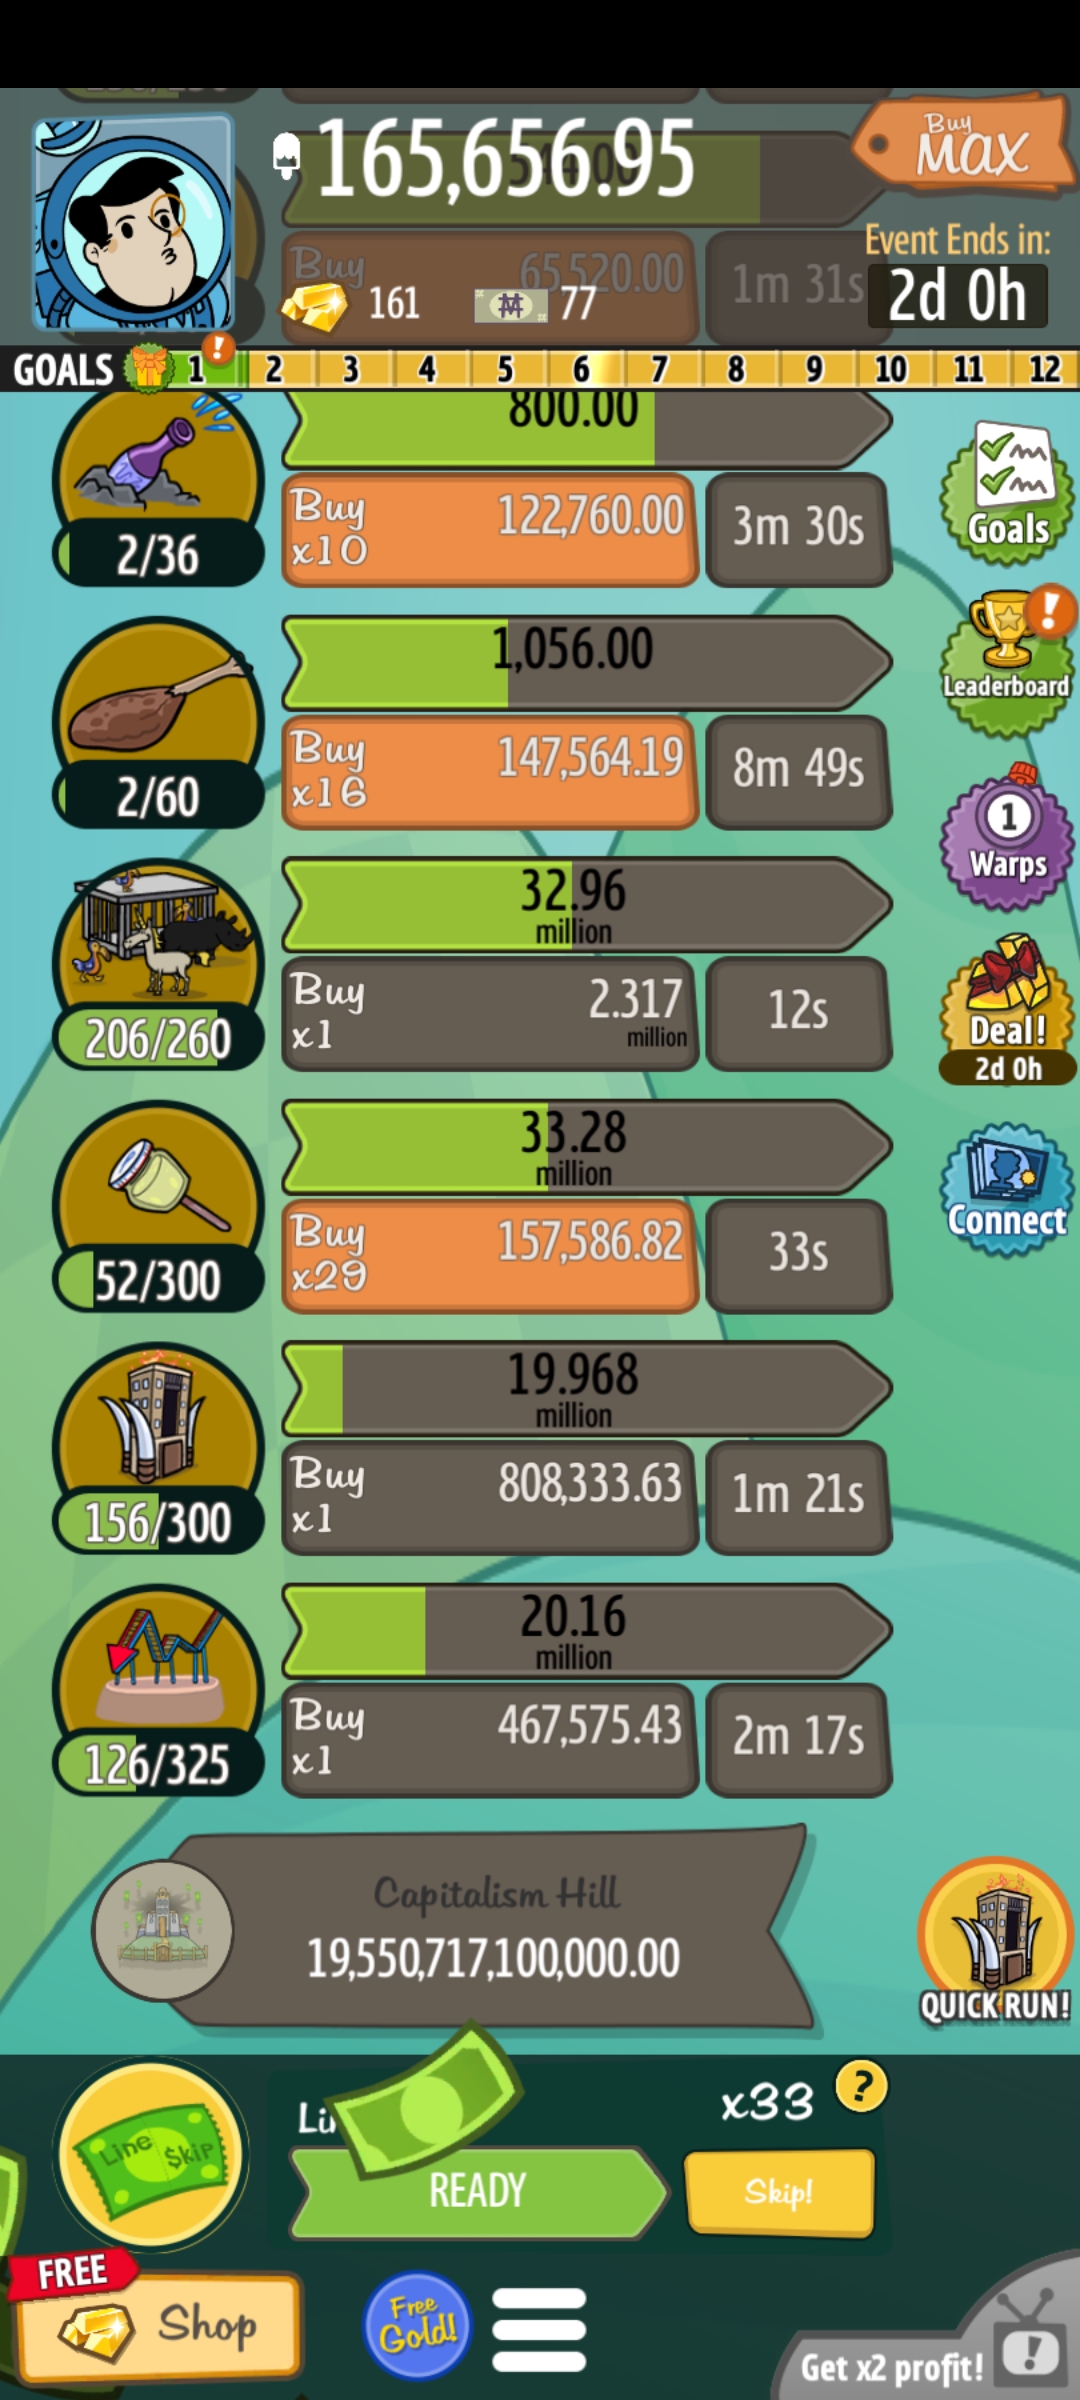 165,656.95
Buy
MAX
544.00
Buy
65,520.00
1m 31s
161
77
Event Ends in:
2d 0h
GOALS
1
!
2
3
4
5
6
7
8
9
10
11
12
800.00
2/36
Buy
x10
122,760.00
3m 30s
Goals
1,056.00
2/60
Buy
x16
147,564.19
8m 49s
!
Leaderboard
32.96
million
206/260
Buy
x1
2.317
million
12s
1
Warps
Deal!
2d 0h
33.28
million
52/300
Buy
x29
157,586.82
33s
Connect
19.968
million
156/300
Buy
x1
808,333.63
1m 21s
20.16
million
126/325
Buy
x1
467,575.43
2m 17s
Capitalism Hill
19,550,717,100,000.00
QUICK RUN!
Line $kip
x33
?
READY
Skip!
FREE
Shop
Free
Gold!
Get x2 profit!
!